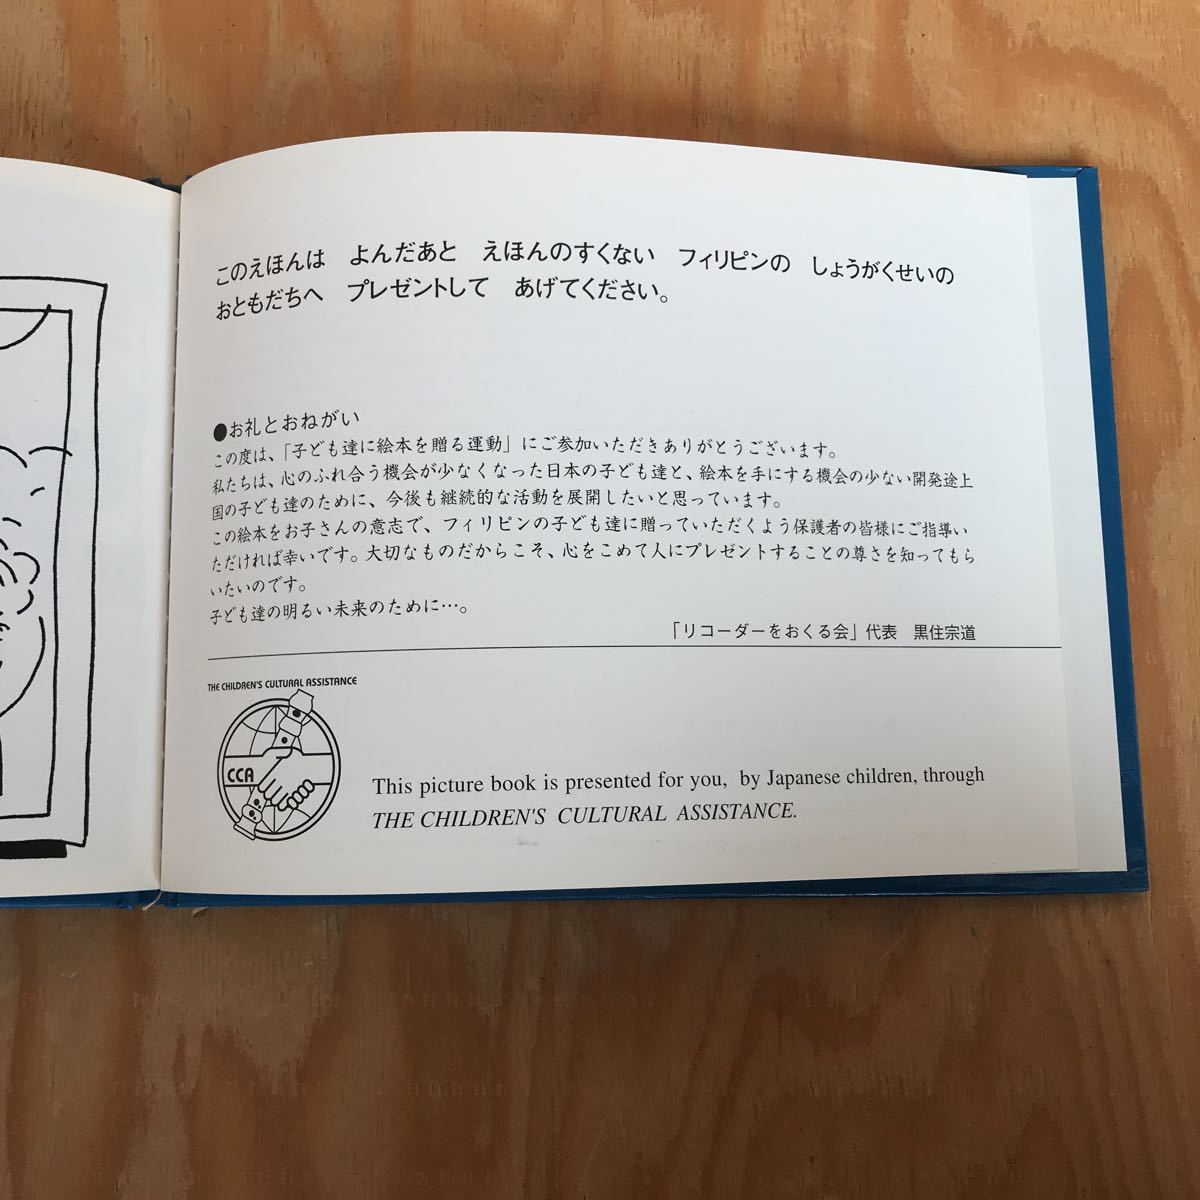 このえほんは　よんだあと　えほんのすくない　フィリピンの　しょうがくせいの
おともだちへ　プレゼントして　あげてください。
●お礼とおねがい
この度は、「子ども達に絵本を贈る運動」にご参加いただきありがとうございます。
私たちは、心のふれ合う機会が少なくなった日本の子ども達と、絵本を手にする機会の少ない開発途上
国の子ども達のために、今後も継続的な活動を展開したいと思っています。
この絵本をお子さんの意志で、フィリピンの子ども達に贈っていただくよう保護者の皆様にご指導い
ただければ幸いです。大切なものだからこそ、心をこめて人にプレゼントすることの尊さを知ってもら
いたいのです。
子ども達の明るい未来のために…。
「リコーダーをおくる会」代表　黒住宗道
THE CHILDREN'S CULTURAL ASSISTANCE
CCA
This picture book is presented for you, by Japanese children, through
THE CHILDREN'S CULTURAL ASSISTANCE.